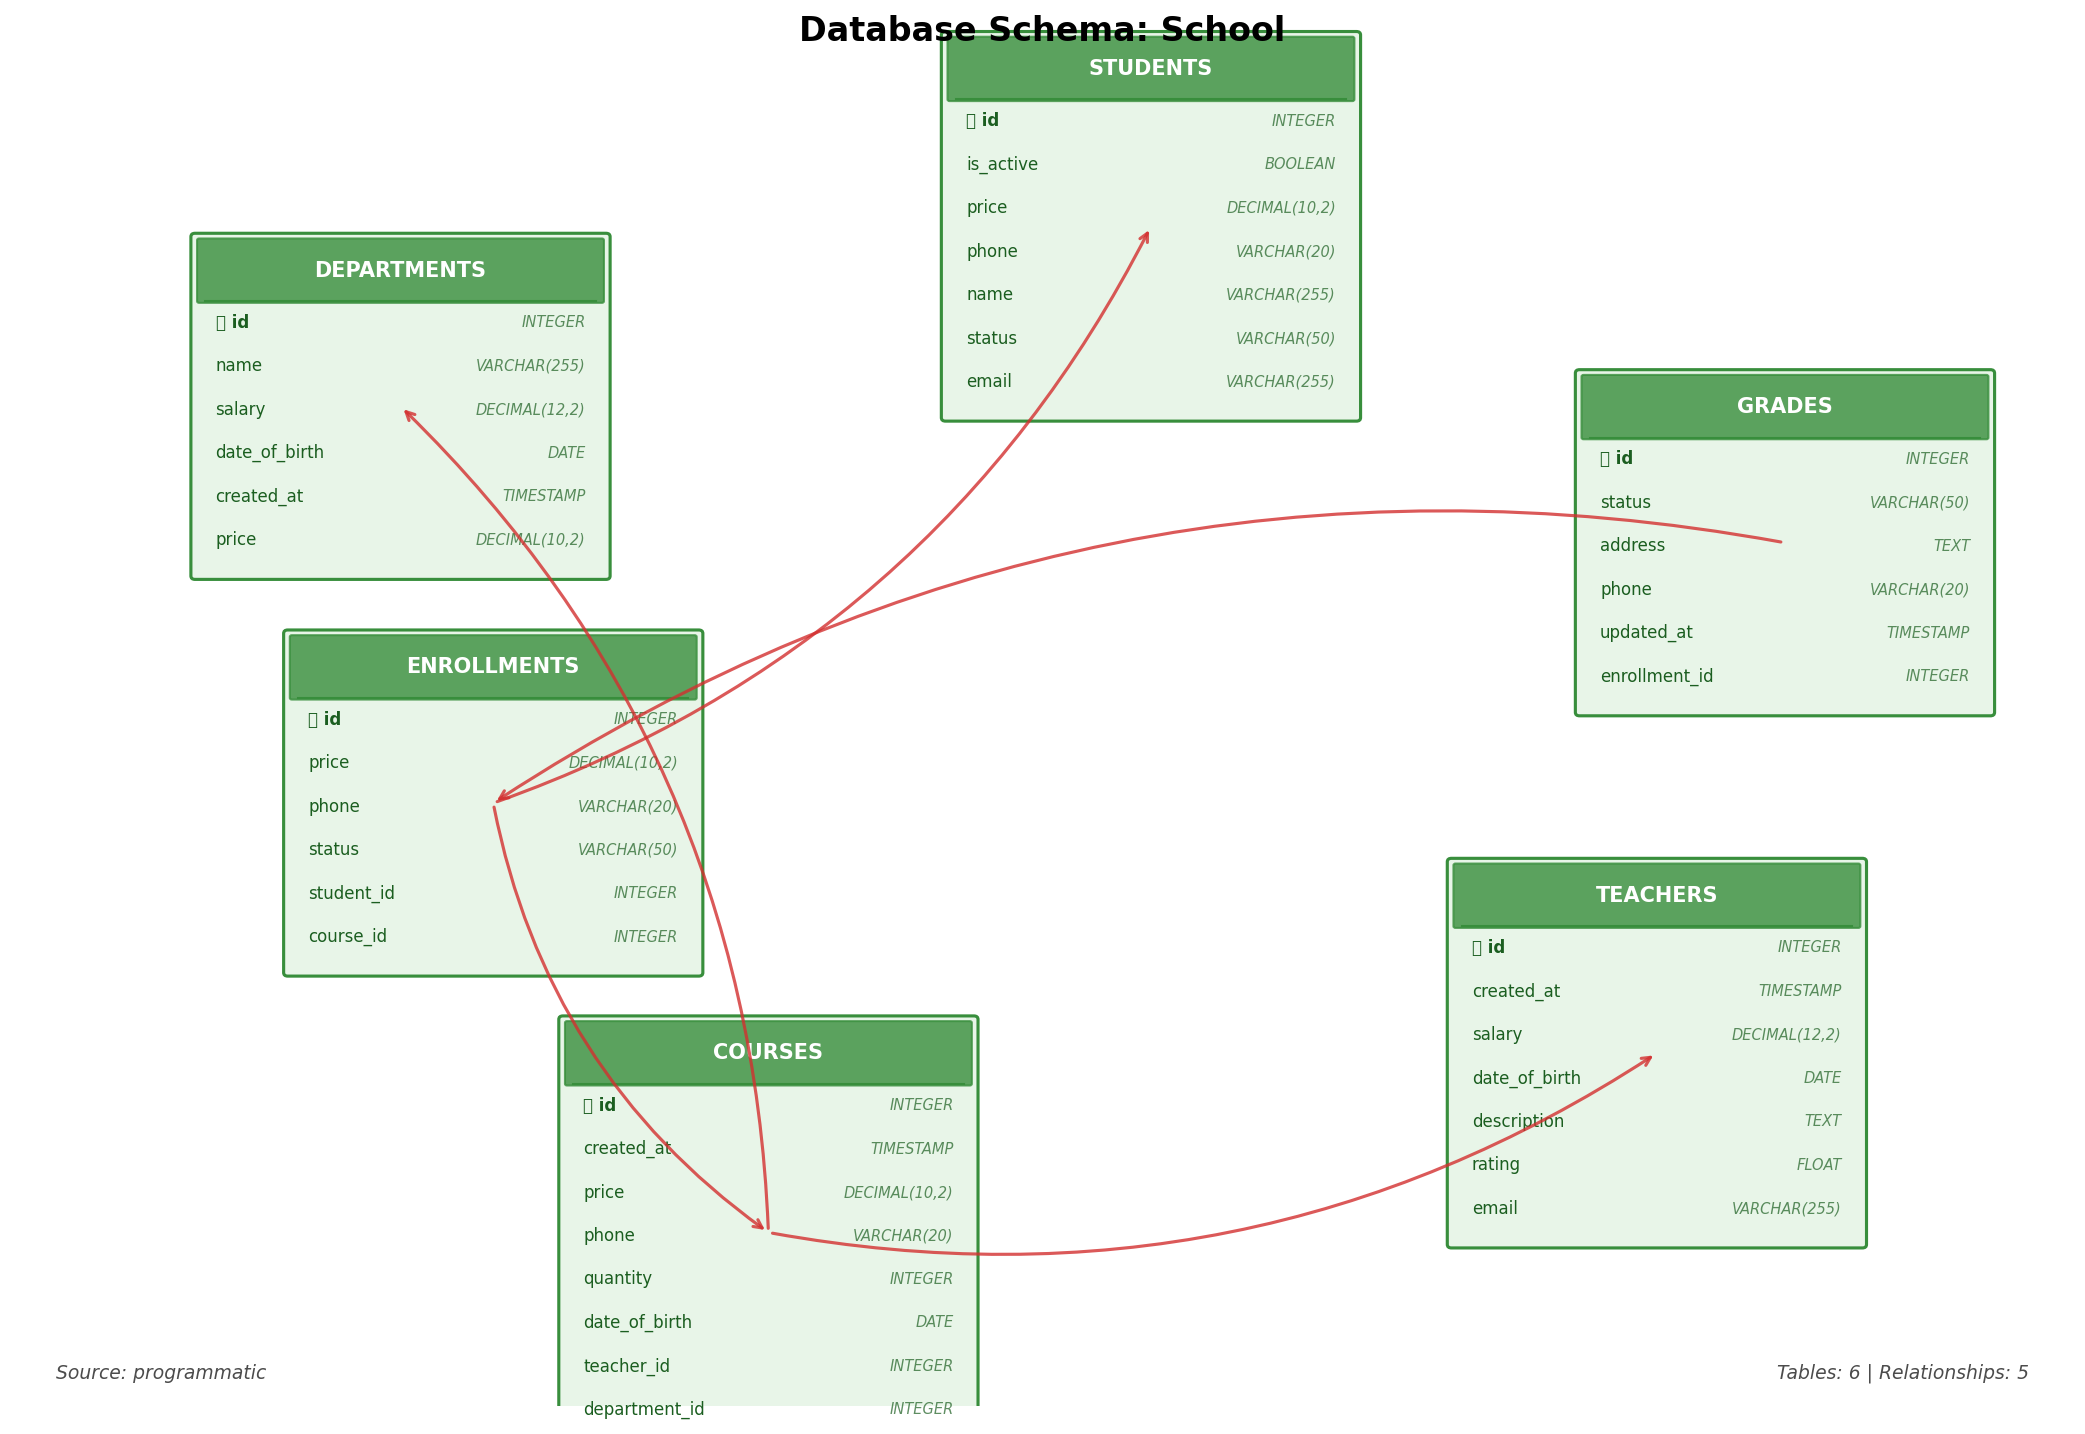 Database Schema: School
STUDENTS
id INTEGER
is_active BOOLEAN
price DECIMAL(10,2)
phone VARCHAR(20)
name VARCHAR(255)
status VARCHAR(50)
email VARCHAR(255)
DEPARTMENTS
id INTEGER
name VARCHAR(255)
salary DECIMAL(12,2)
date_of_birth DATE
created_at TIMESTAMP
price DECIMAL(10,2)
GRADES
id INTEGER
status VARCHAR(50)
address TEXT
phone VARCHAR(20)
updated_at TIMESTAMP
enrollment_id INTEGER
ENROLLMENTS
id INTEGER
price DECIMAL(10,2)
phone VARCHAR(20)
status VARCHAR(50)
student_id INTEGER
course_id INTEGER
TEACHERS
id INTEGER
created_at TIMESTAMP
salary DECIMAL(12,2)
date_of_birth DATE
description TEXT
rating FLOAT
email VARCHAR(255)
COURSES
id INTEGER
created_at TIMESTAMP
price DECIMAL(10,2)
phone VARCHAR(20)
quantity INTEGER
date_of_birth DATE
teacher_id INTEGER
department_id INTEGER
Source: programmatic
Tables: 6 | Relationships: 5